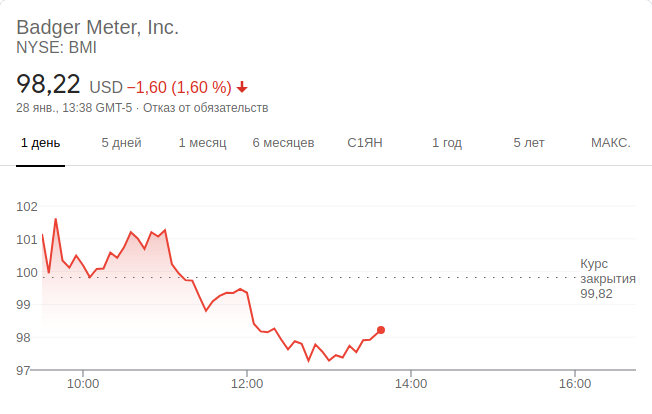 Badger Meter, Inc.
NYSE: BMI
98,22 USD −1,60 (1,60 %)
28 янв., 13:38 GMT-5 · Отказ от обязательств
1 день 5 дней 1 месяц 6 месяцев С1ЯН 1 год 5 лет МАКС.
102
101
100
99
98
97
Курс
закрытия
99,82
10:00 12:00 14:00 16:00